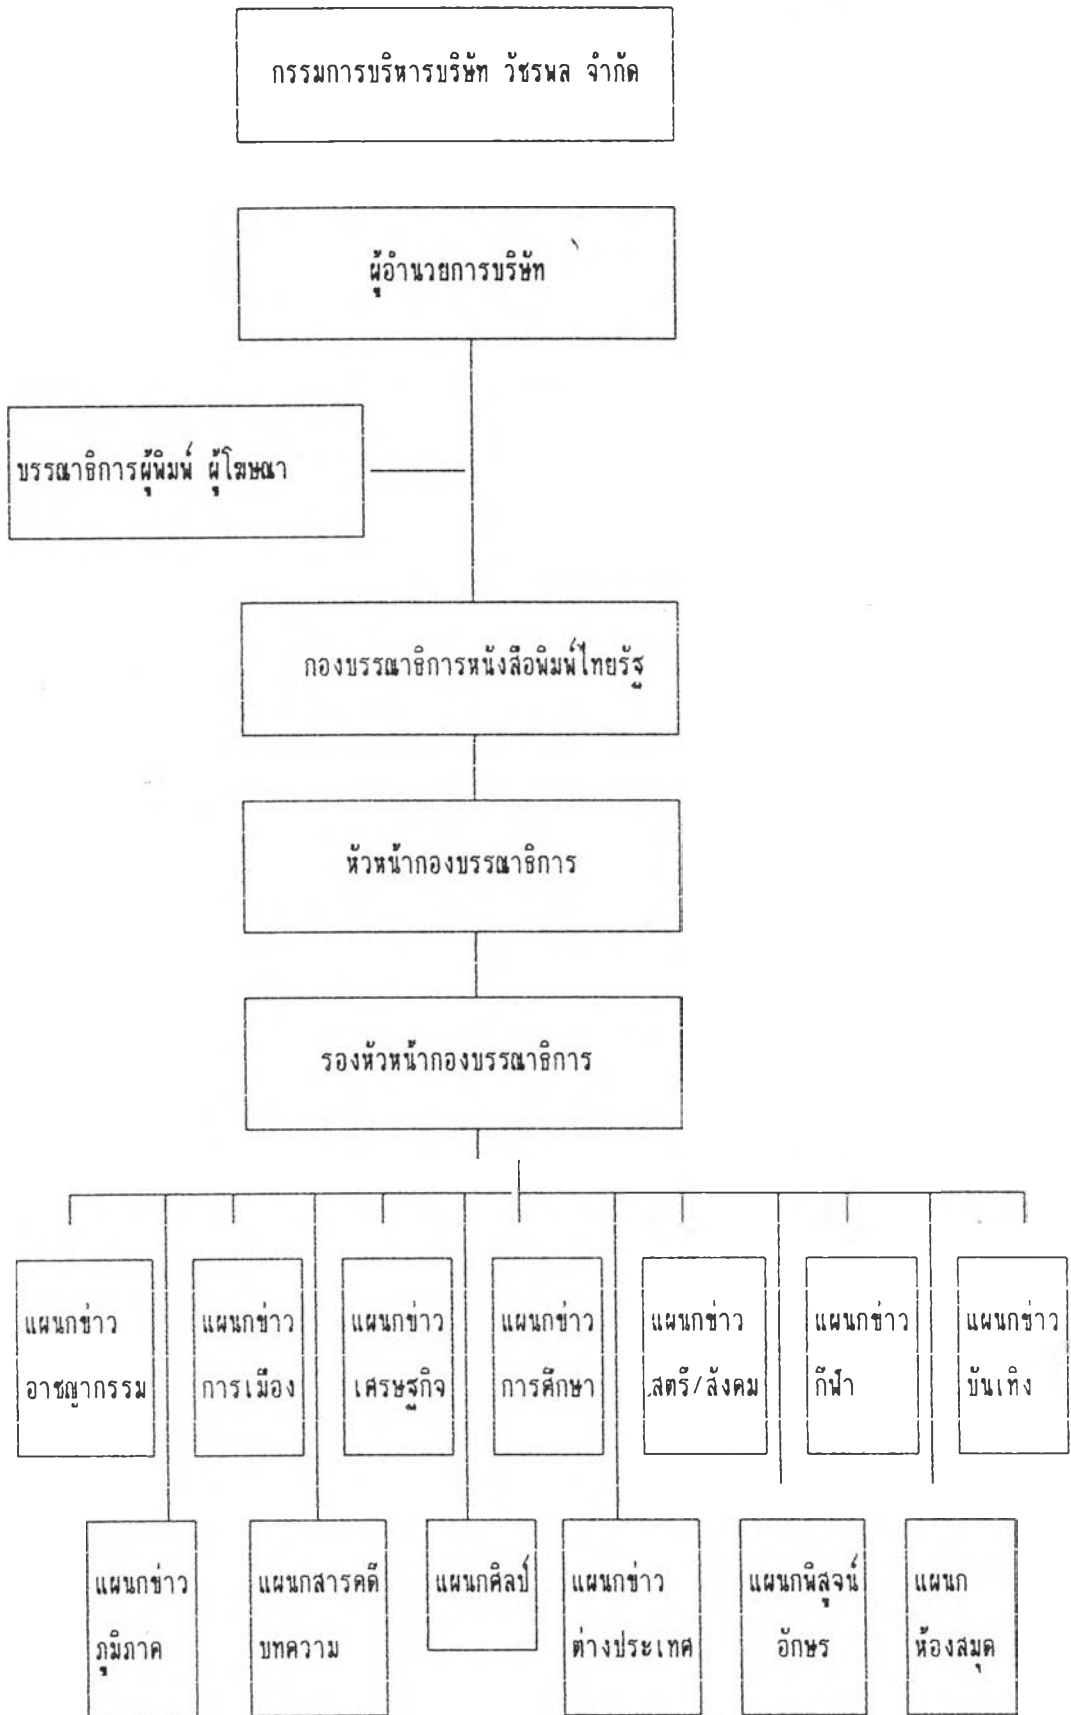 กรรมการบริหารบริษัท วัชรพล จำกัด
ผู้อำนวยการบริษัท
บรรณาธิการผู้พิมพ์ ผู้โฆษณา
กองบรรณาธิการหนังสือพิมพ์ไทยรัฐ
หัวหน้ากองบรรณาธิการ
รองหัวหน้ากองบรรณาธิการ
แผนกข่าว
อาชญากรรม
แผนกข่าว
การเมือง
แผนกข่าว
เศรษฐกิจ
แผนกข่าว
การศึกษา
แผนกข่าว
สตรี/สังคม
แผนกข่าว
กีฬา
แผนกข่าว
บันเทิง
แผนกข่าว
ภูมิภาค
แผนกสารคดี
บทความ
แผนกศิลป์
แผนกข่าว
ต่างประเทศ
แผนกพิสูจน์
อักษร
แผนก
ห้องสมุด